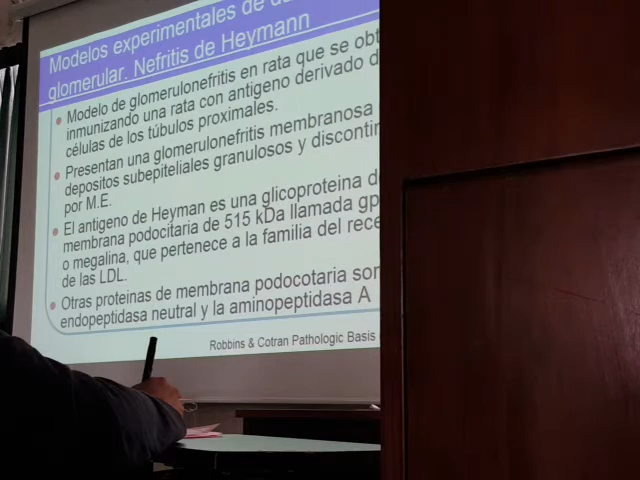 Modelos experimentales de
glomerular. Nefritis de Heymann
Modelo de glomerulonefritis en rata que se obt
inmunizando una rata con antigeno derivado d
células de los túbulos proximales.
Presentan una glomerulonefritis membranosa
depositos subepiteliales granulosos y discontin
por M.E.
El antigeno de Heyman es una glicoproteina d
membrana podocitaria de 515 kDa llamada gp
o megalina, que pertenece a la familia del rece
de las LDL.
Otras proteinas de membrana podocotaria son
endopeptidasa neutral y la aminopeptidasa A
Robbins & Cotran Pathologic Basis